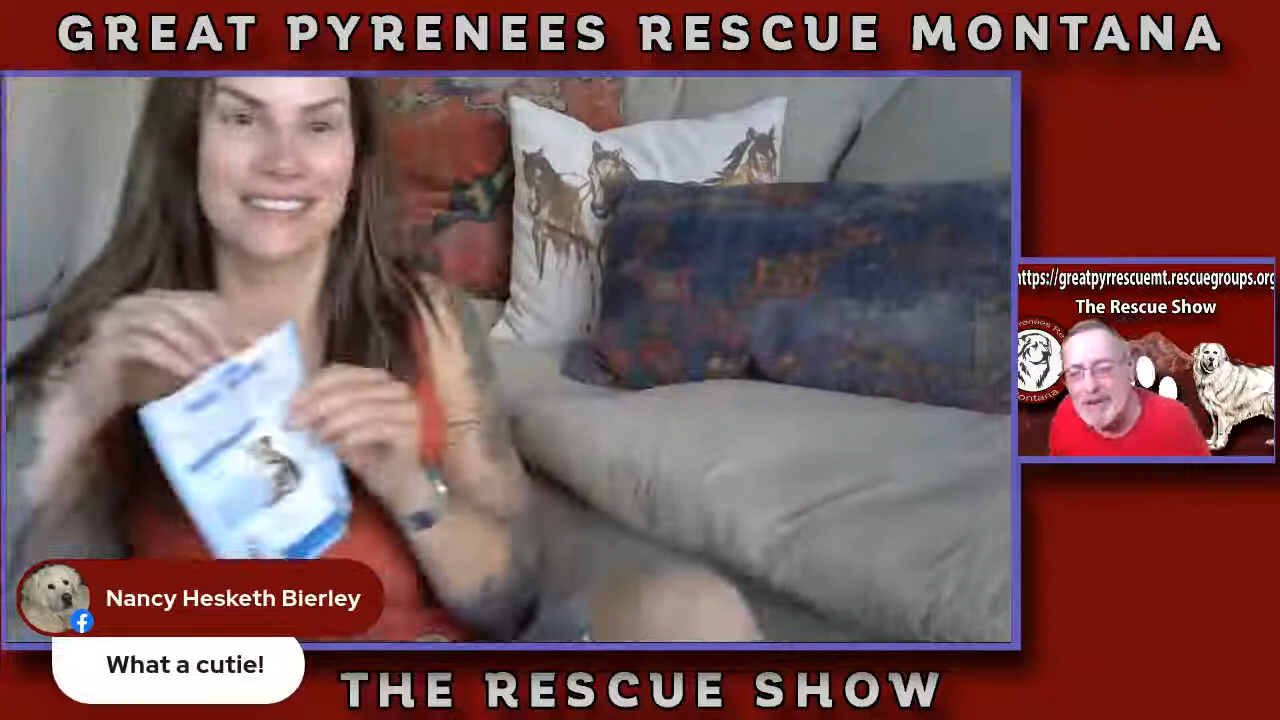 GREAT PYRENEES RESCUE MONTANA
https://greatpyrrescuemt.rescuegroups.org
The Rescue Show
Nancy Hesketh Bierley
What a cutie!
THE RESCUE SHOW